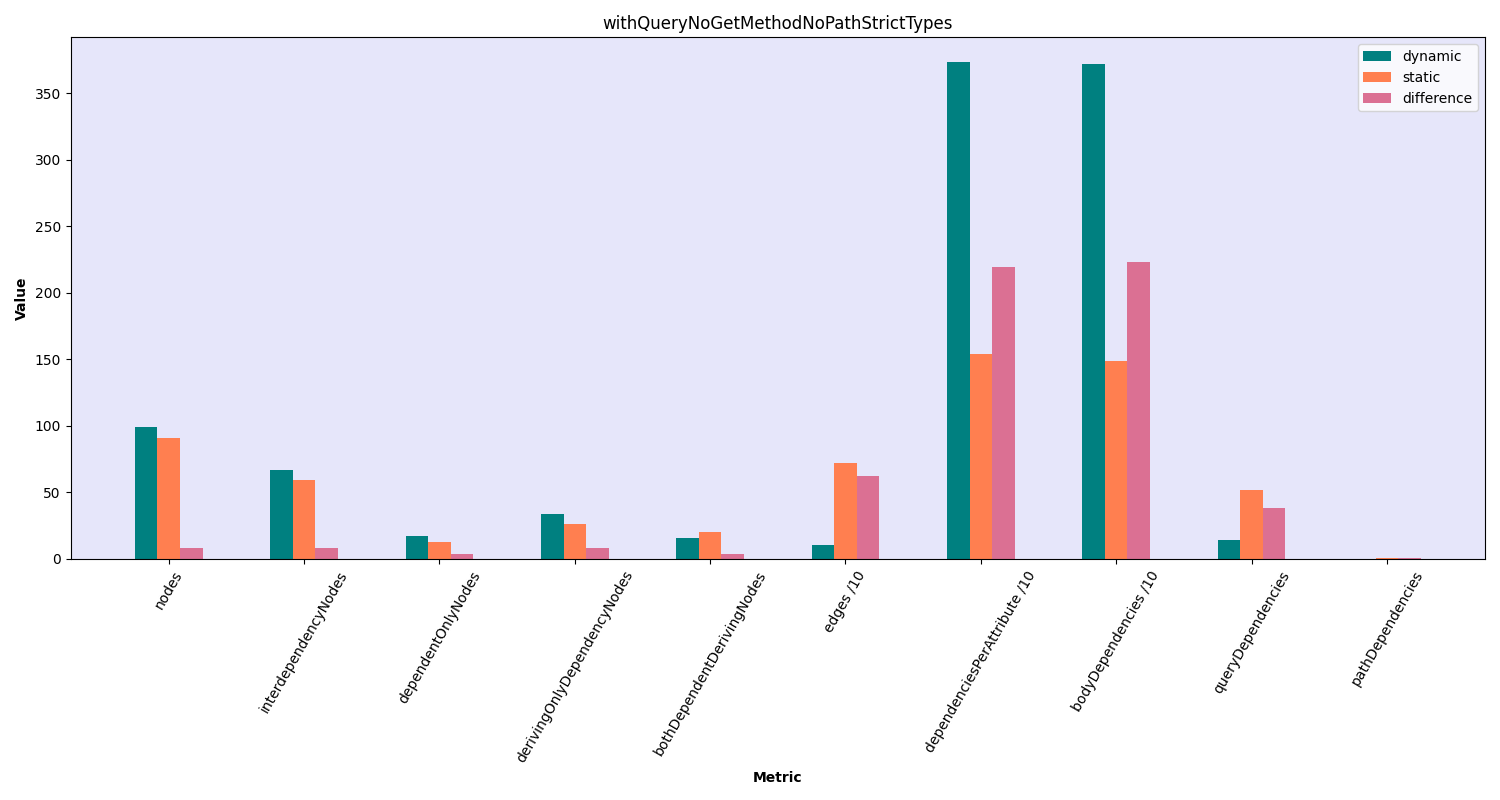 withQueryNoGetMethodNoPathStrictTypes
dynamic
static
difference
Value
350
300
250
200
150
100
50
0
nodes
interdependencyNodes
dependentOnlyNodes
derivingOnlyDependencyNodes
bothDependentDerivingNodes
edges /10
dependenciesPerAttribute /10
bodyDependencies /10
queryDependencies
pathDependencies
Metric